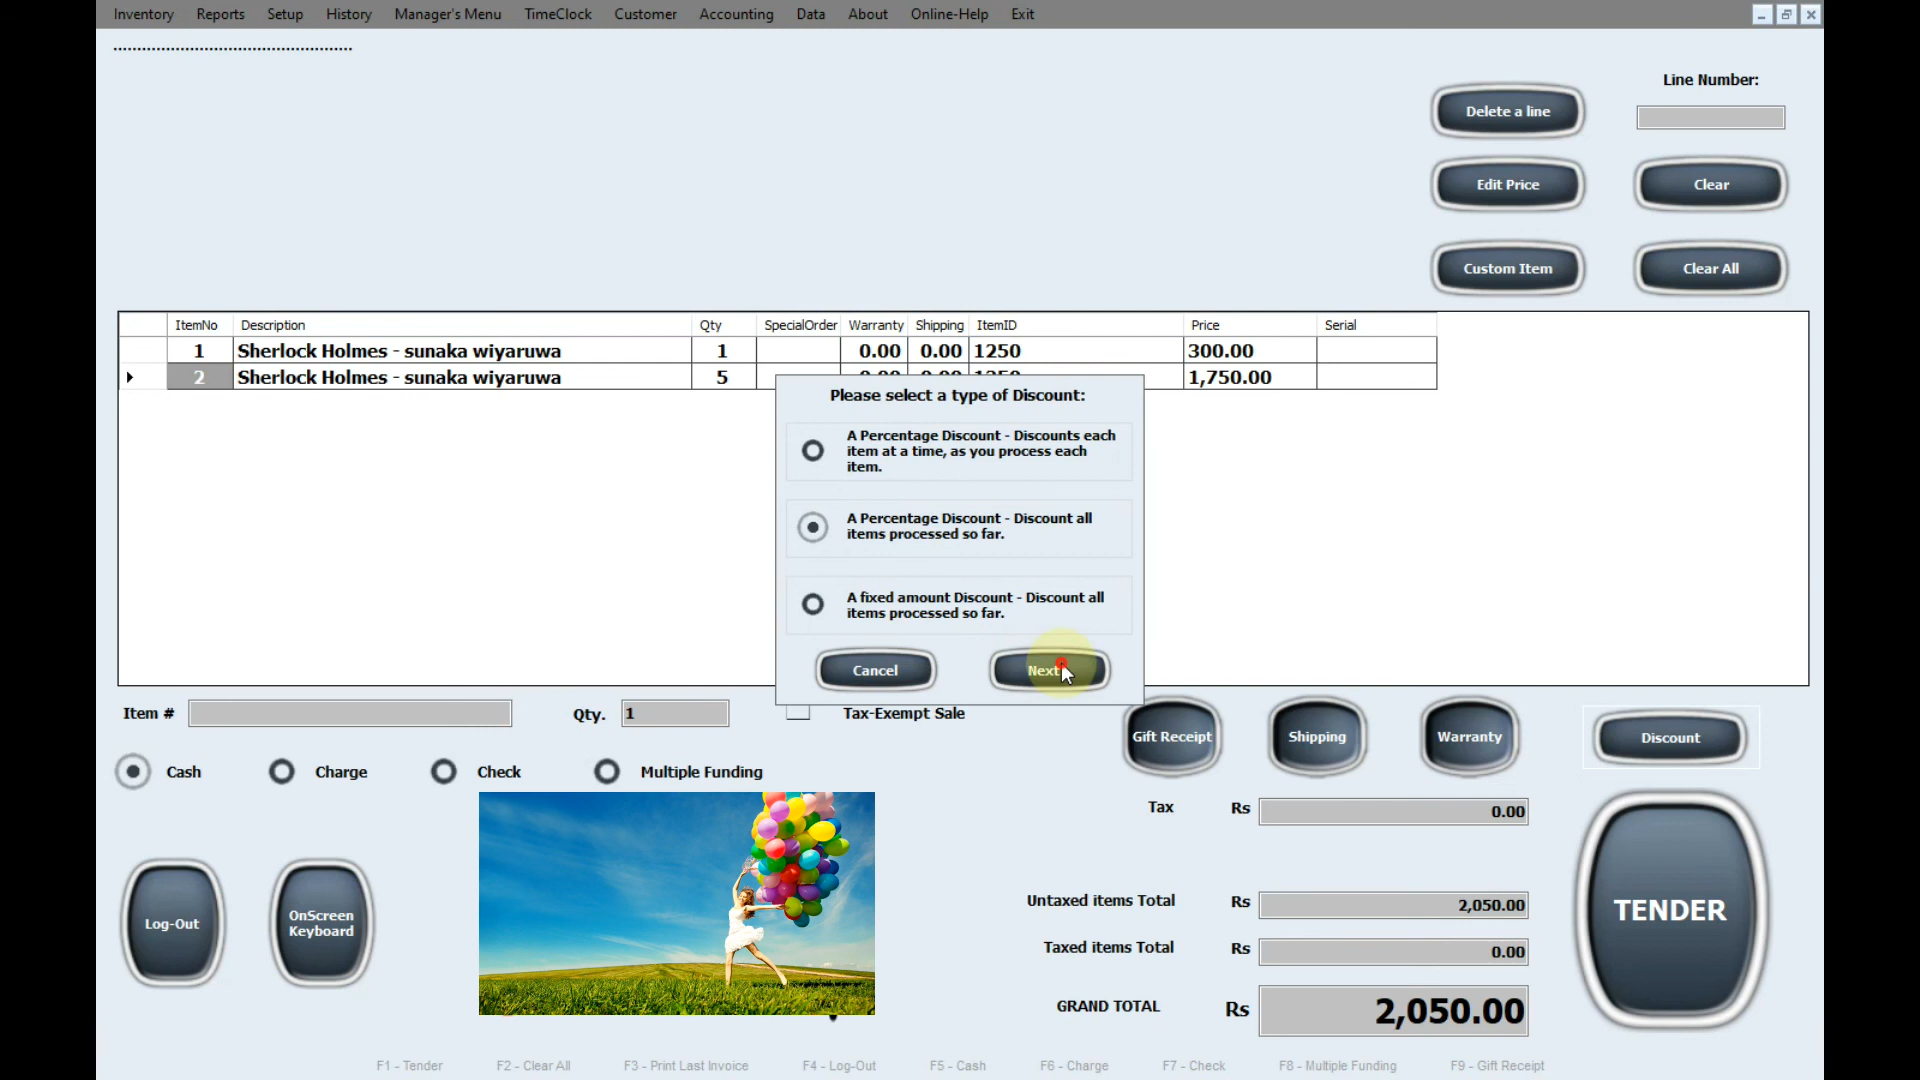 Inventory Reports Setup History Manager's Menu TimeClock Customer Accounting Data About Online-Help Exit
Line Number:
Delete a line
Edit Price
Clear
Custom Item
Clear All
ItemNo Description Qty SpecialOrder Warranty Shipping ItemID Price Serial
1 Sherlock Holmes - sunaka wiyaruwa 1 0.00 0.00 1250 300.00
2 Sherlock Holmes - sunaka wiyaruwa 5 1,750.00
Please select a type of Discount:
A Percentage Discount - Discounts each
item at a time, as you process each
item.
A Percentage Discount - Discount all
items processed so far.
A fixed amount Discount - Discount all
items processed so far.
Cancel Next
Item # Qty. 1 Tax-Exempt Sale
Gift Receipt Shipping Warranty Discount
Cash Charge Check Multiple Funding
Tax Rs 0.00
Untaxed items Total Rs 2,050.00
Taxed items Total Rs 0.00
GRAND TOTAL Rs 2,050.00
TENDER
Log-Out
OnScreen
Keyboard
F1 - Tender F2 - Clear All F3 - Print Last Invoice F4 - Log-Out F5 - Cash F6 - Charge F7 - Check F8 - Multiple Funding F9 - Gift Receipt